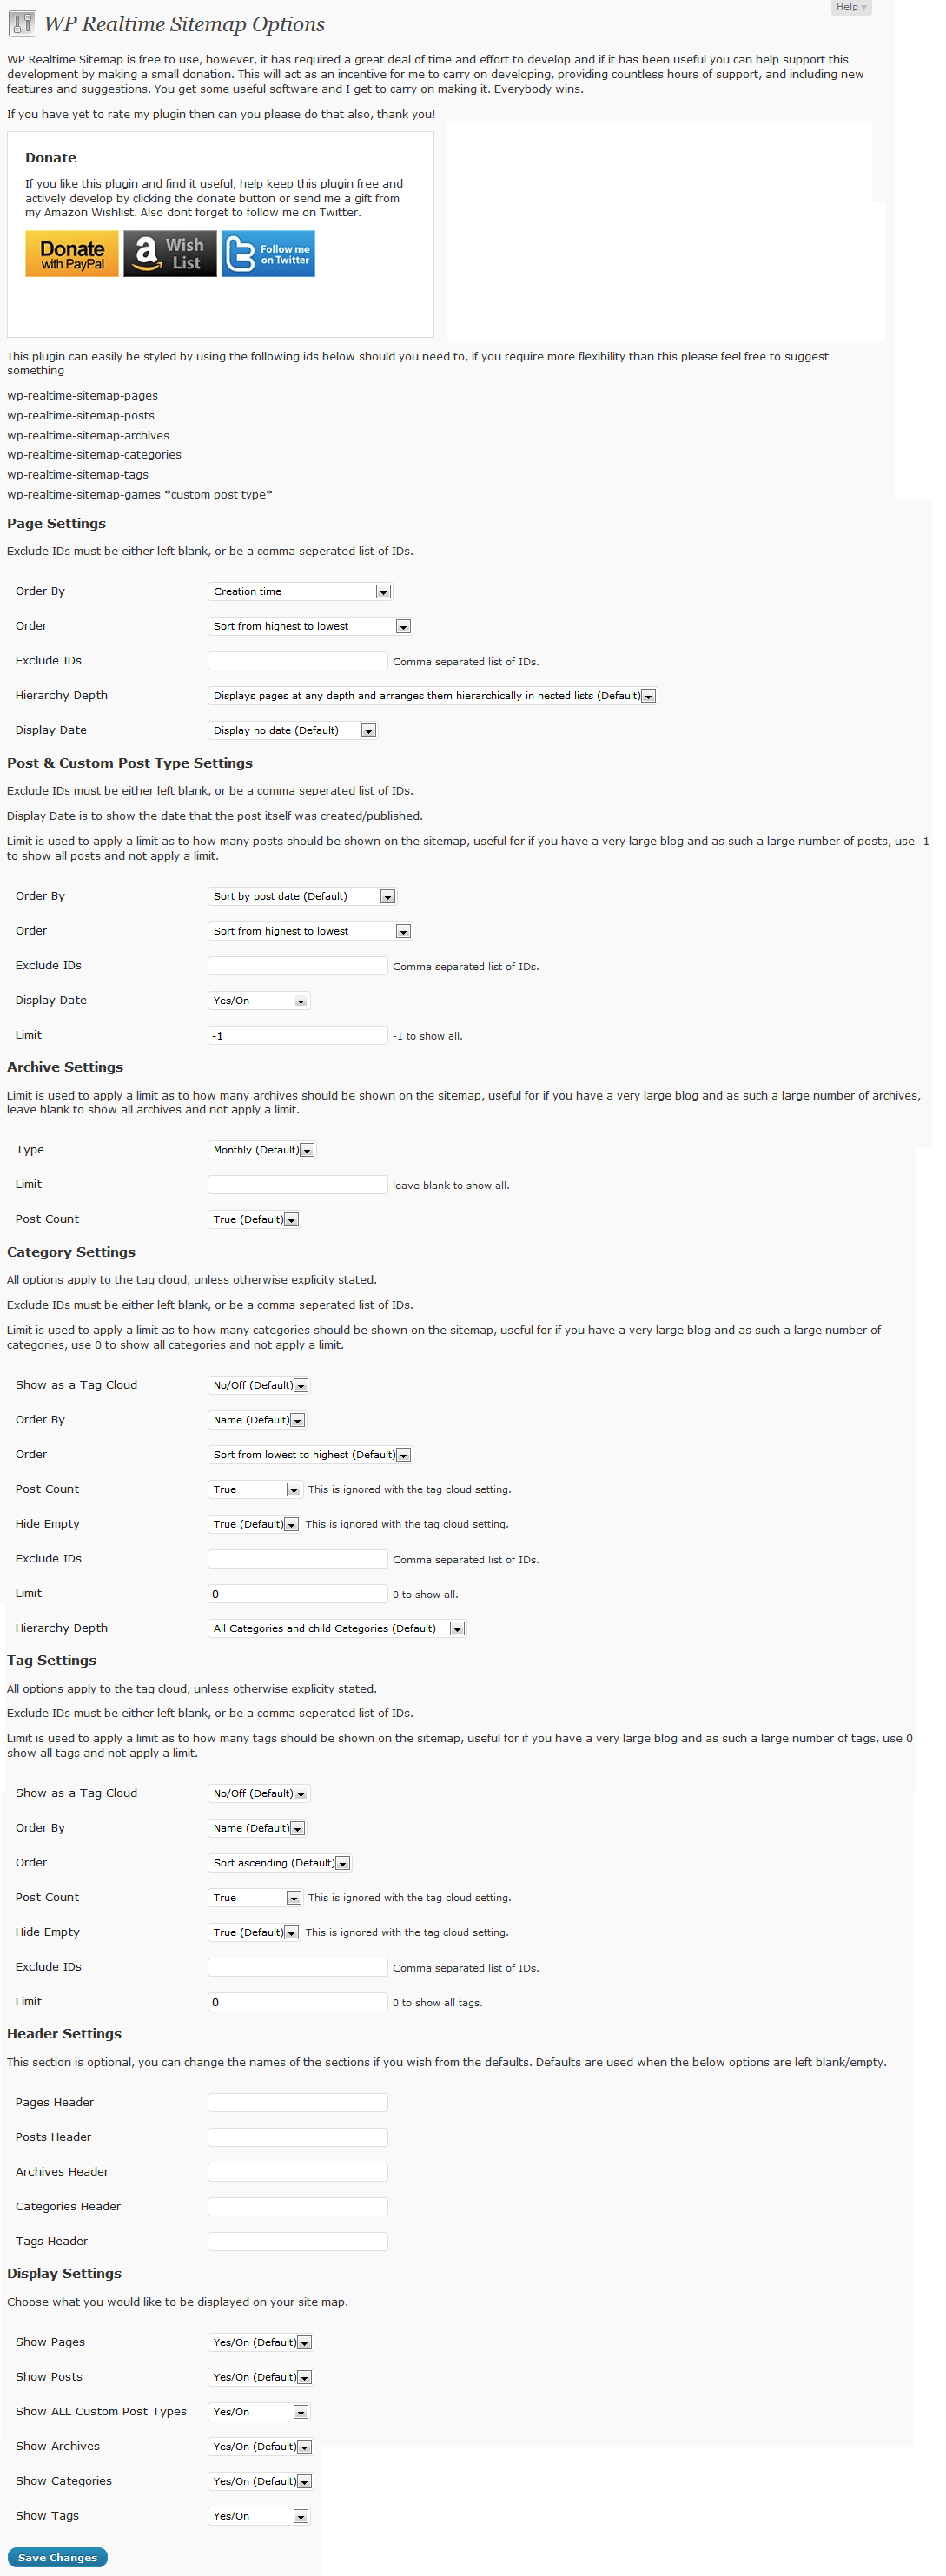 Help
WP Realtime Sitemap Options
WP Realtime Sitemap is free to use, however, it has required a great deal of time and effort to develop and if it has been useful you can help support this
development by making a small donation. This will act as an incentive for me to carry on developing, providing countless hours of support, and including new
features and suggestions. You get some useful software and I get to carry on making it. Everybody wins.
If you have yet to rate my plugin then can you please do that also, thank you!
Donate
If you like this plugin and find it useful, help keep this plugin free and
actively develop by clicking the donate button or send me a gift from
my Amazon Wishlist. Also dont forget to follow me on Twitter.
Donate
with PayPal
a Wish
List
Follow me
on Twitter
This plugin can easily be styled by using the following ids below should you need to, if you require more flexibility than this please feel free to suggest
something
wp-realtime-sitemap-pages
wp-realtime-sitemap-posts
wp-realtime-sitemap-archives
wp-realtime-sitemap-categories
wp-realtime-sitemap-tags
wp-realtime-sitemap-games *custom post type*
Page Settings
Exclude IDs must be either left blank, or be a comma seperated list of IDs.
Order By Creation time
Order Sort from highest to lowest
Exclude IDs Comma separated list of IDs.
Hierarchy Depth Displays pages at any depth and arranges them hierarchically in nested lists (Default)
Display Date Display no date (Default)
Post & Custom Post Type Settings
Exclude IDs must be either left blank, or be a comma seperated list of IDs.
Display Date is to show the date that the post itself was created/published.
Limit is used to apply a limit as to how many posts should be shown on the sitemap, useful for if you have a very large blog and as such a large number of posts, use -1
to show all posts and not apply a limit.
Order By Sort by post date (Default)
Order Sort from highest to lowest
Exclude IDs Comma separated list of IDs.
Display Date Yes/On
Limit -1 -1 to show all.
Archive Settings
Limit is used to apply a limit as to how many archives should be shown on the sitemap, useful for if you have a very large blog and as such a large number of archives,
leave blank to show all archives and not apply a limit.
Type Monthly (Default)
Limit leave blank to show all.
Post Count True (Default)
Category Settings
All options apply to the tag cloud, unless otherwise explicity stated.
Exclude IDs must be either left blank, or be a comma seperated list of IDs.
Limit is used to apply a limit as to how many categories should be shown on the sitemap, useful for if you have a very large blog and as such a large number of
categories, use 0 to show all categories and not apply a limit.
Show as a Tag Cloud No/Off (Default)
Order By Name (Default)
Order Sort from lowest to highest (Default)
Post Count True This is ignored with the tag cloud setting.
Hide Empty True (Default) This is ignored with the tag cloud setting.
Exclude IDs Comma separated list of IDs.
Limit 0 0 to show all.
Hierarchy Depth All Categories and child Categories (Default)
Tag Settings
All options apply to the tag cloud, unless otherwise explicity stated.
Exclude IDs must be either left blank, or be a comma seperated list of IDs.
Limit is used to apply a limit as to how many tags should be shown on the sitemap, useful for if you have a very large blog and as such a large number of tags, use 0
show all tags and not apply a limit.
Show as a Tag Cloud No/Off (Default)
Order By Name (Default)
Order Sort ascending (Default)
Post Count True This is ignored with the tag cloud setting.
Hide Empty True (Default) This is ignored with the tag cloud setting.
Exclude IDs Comma separated list of IDs.
Limit 0 0 to show all tags.
Header Settings
This section is optional, you can change the names of the sections if you wish from the defaults. Defaults are used when the below options are left blank/empty.
Pages Header
Posts Header
Archives Header
Categories Header
Tags Header
Display Settings
Choose what you would like to be displayed on your site map.
Show Pages Yes/On (Default)
Show Posts Yes/On (Default)
Show ALL Custom Post Types Yes/On
Show Archives Yes/On (Default)
Show Categories Yes/On (Default)
Show Tags Yes/On
Save Changes